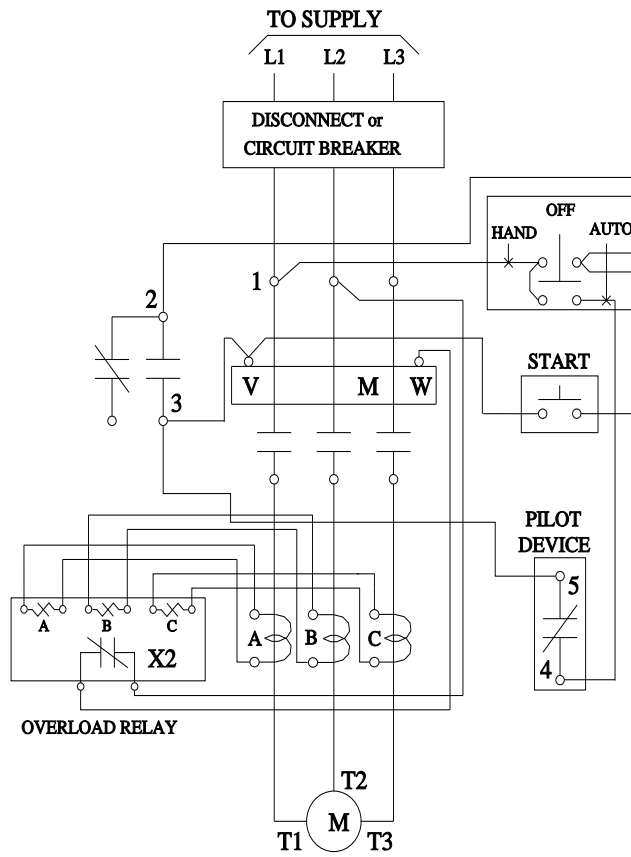 TO SUPPLY
L1 L2 L3
DISCONNECT or
CIRCUIT BREAKER
OFF
HAND AUTO
1
2
START
V M W
3
PILOT
DEVICE
5
A B C
A B C
X2
4
OVERLOAD RELAY
T2
M
T1 T3